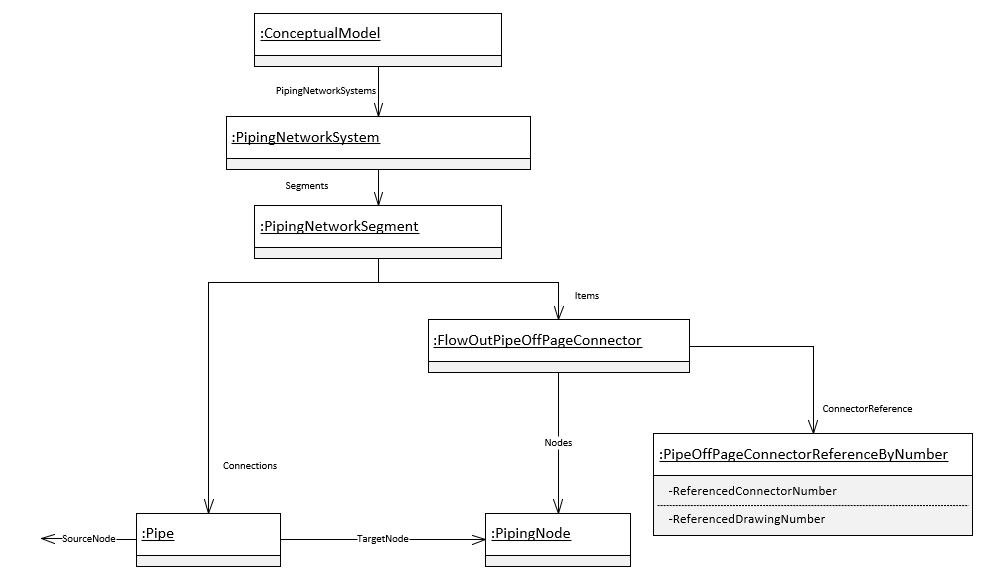 :ConceptualModel
PipingNetworkSystems
:PipingNetworkSystem
Segments
:PipingNetworkSegment
Items
:FlowOutPipeOffPageConnector
ConnectorReference
Nodes
:PipeOffPageConnectorReferenceByNumber
Connections
-ReferencedConnectorNumber
-ReferencedDrawingNumber
SourceNode
:Pipe
TargetNode
:PipingNode